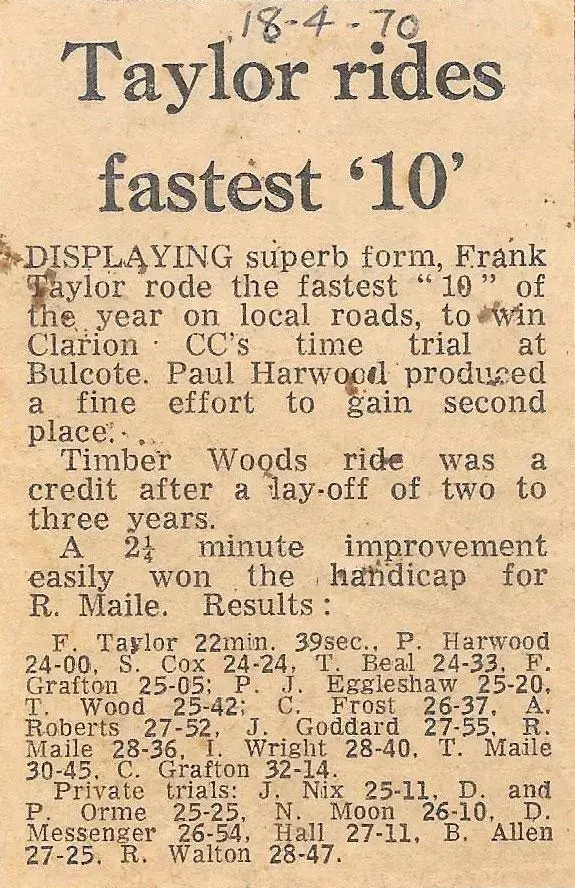 18-4-70
Taylor rides
fastest ‘10’
DISPLAYING superb form, Frank
Taylor rode the fastest “10” of
the year on local roads, to win
Clarion CC's time trial at
Bulcote. Paul Harwood produced
a fine effort to gain second
place.
Timber Woods ride was a
credit after a lay-off of two to
three years.
A 2¼ minute improvement
easily won the handicap for
R. Maile. Results:
F. Taylor 22min. 39sec., P. Harwood
24-00, S. Cox 24-24, T. Beal 24-33, F.
Grafton 25-05; P. J. Eggleshaw 25-20,
T. Wood 25-42; C. Frost 26-37, A.
Roberts 27-52, J. Goddard 27-55, R.
Maile 28-36, I. Wright 28-40, T. Maile
30-45, C. Grafton 32-14.
Private trials: J. Nix 25-11, D. and
P. Orme 25-25, N. Moon 26-10, D.
Messenger 26-54, Hall 27-11, B. Allen
27-25, R. Walton 28-47.